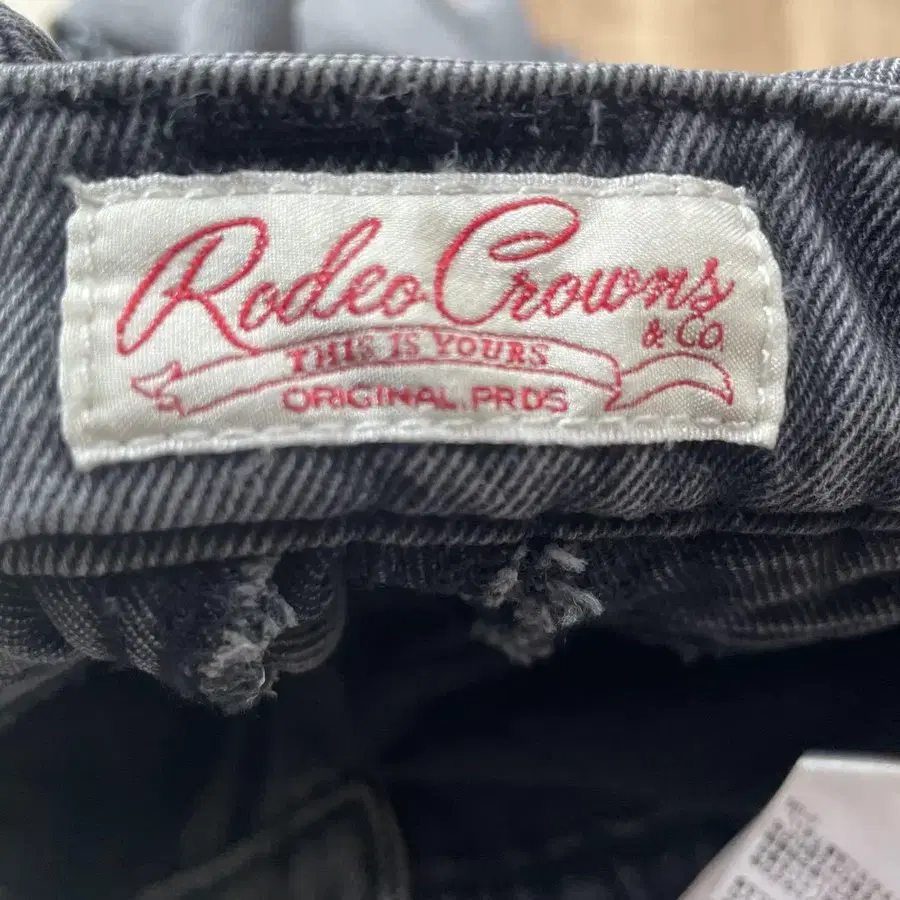 Rodeo Crowns
& CO.
THIS IS YOURS
ORIGINAL.PRDS